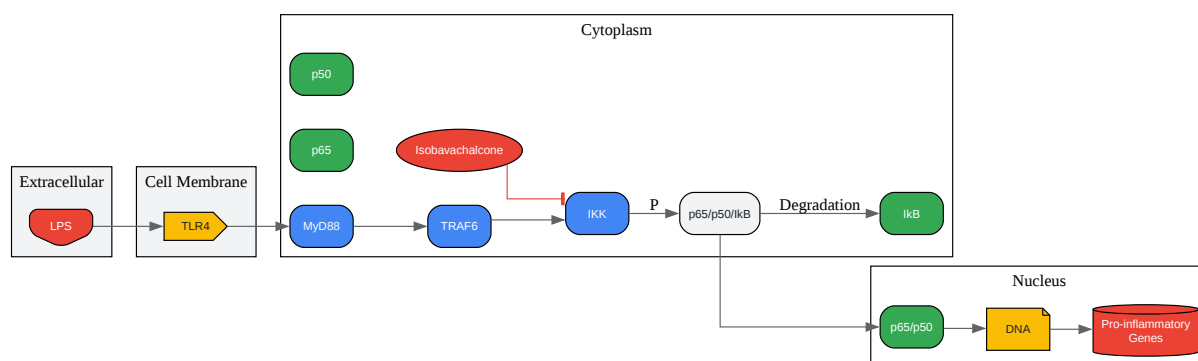 Cytoplasm
p50
p65
Isobavachalcone
Extracellular
Cell Membrane
LPS
TLR4
MyD88
TRAF6
IKK
P
p65/p50/IkB
Degradation
IkB
Nucleus
p65/p50
DNA
Pro-inflammatory
Genes